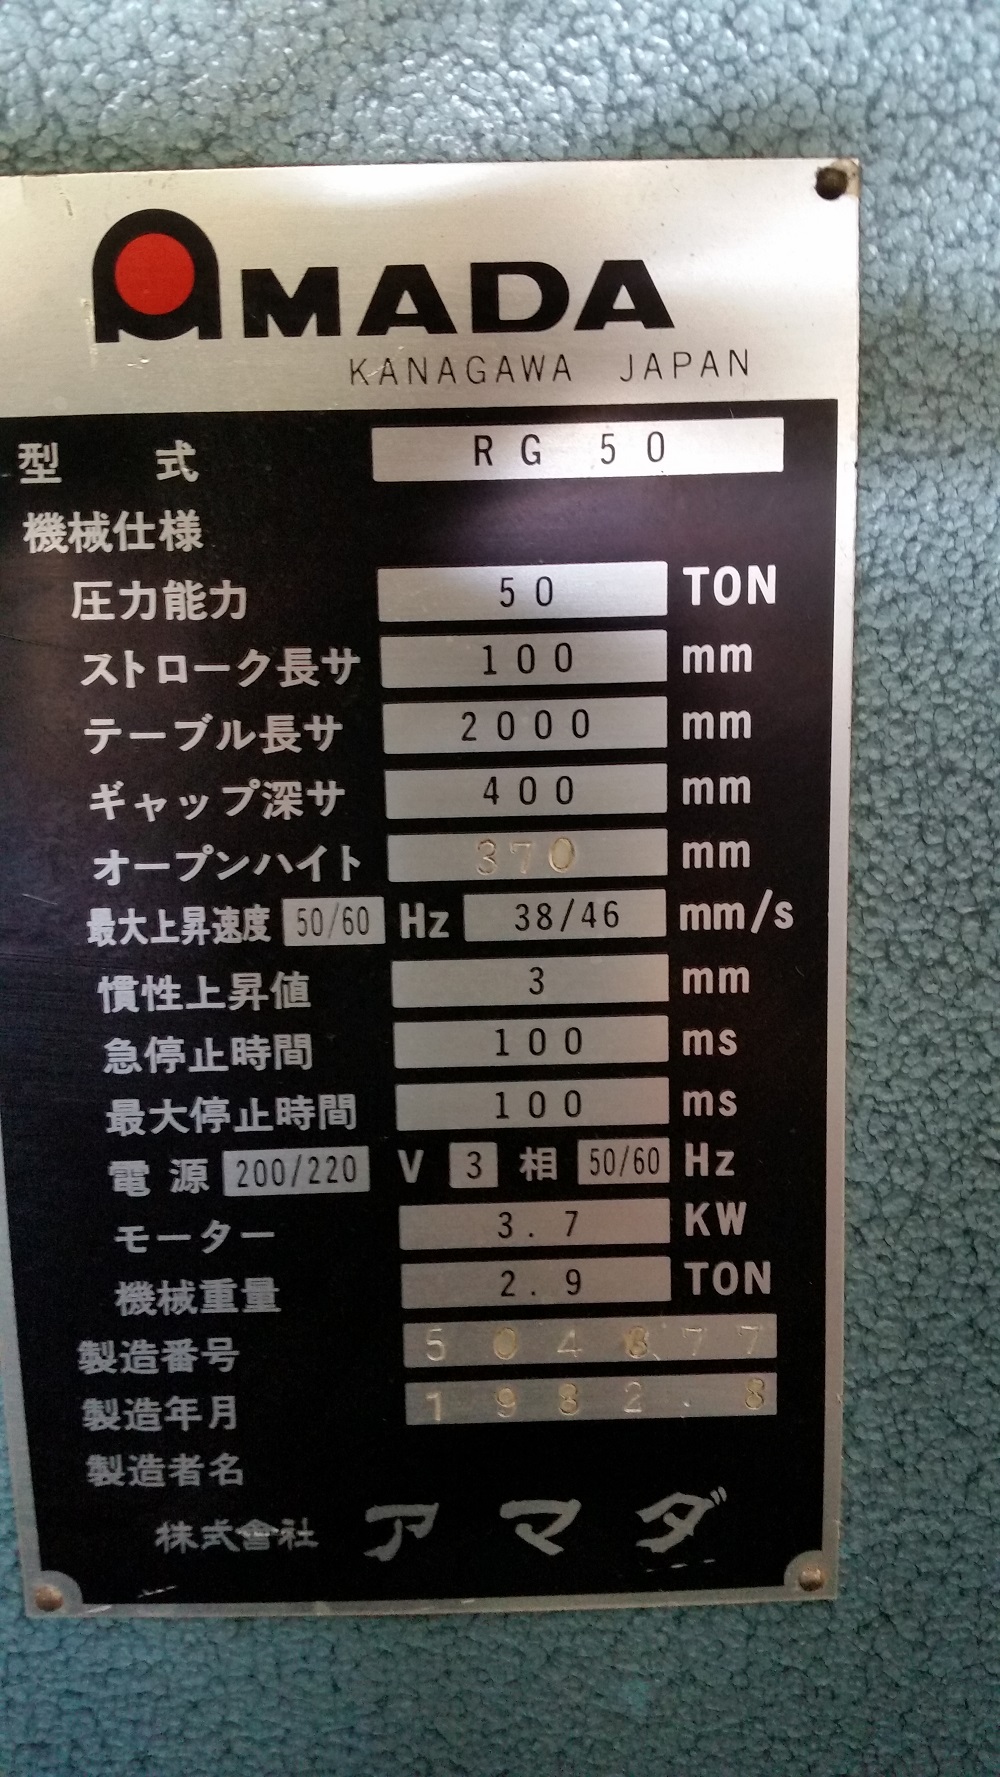 AMADA
KANAGAWA JAPAN
型 式 RG 50
機械仕様
圧力能力 50 TON
ストローク長サ 100 mm
テーブル長サ 2000 mm
ギャップ深サ 400 mm
オープンハイト 370 mm
最大上昇速度 50/60 Hz 38/46 mm/s
慣性上昇値 3 mm
急停止時間 100 ms
最大停止時間 100 ms
電源 200/220 V 3 相 50/60 Hz
モーター 3.7 KW
機械重量 2.9 TON
製造番号
製造年月 1982.8
製造者名
株式會社 アマダ